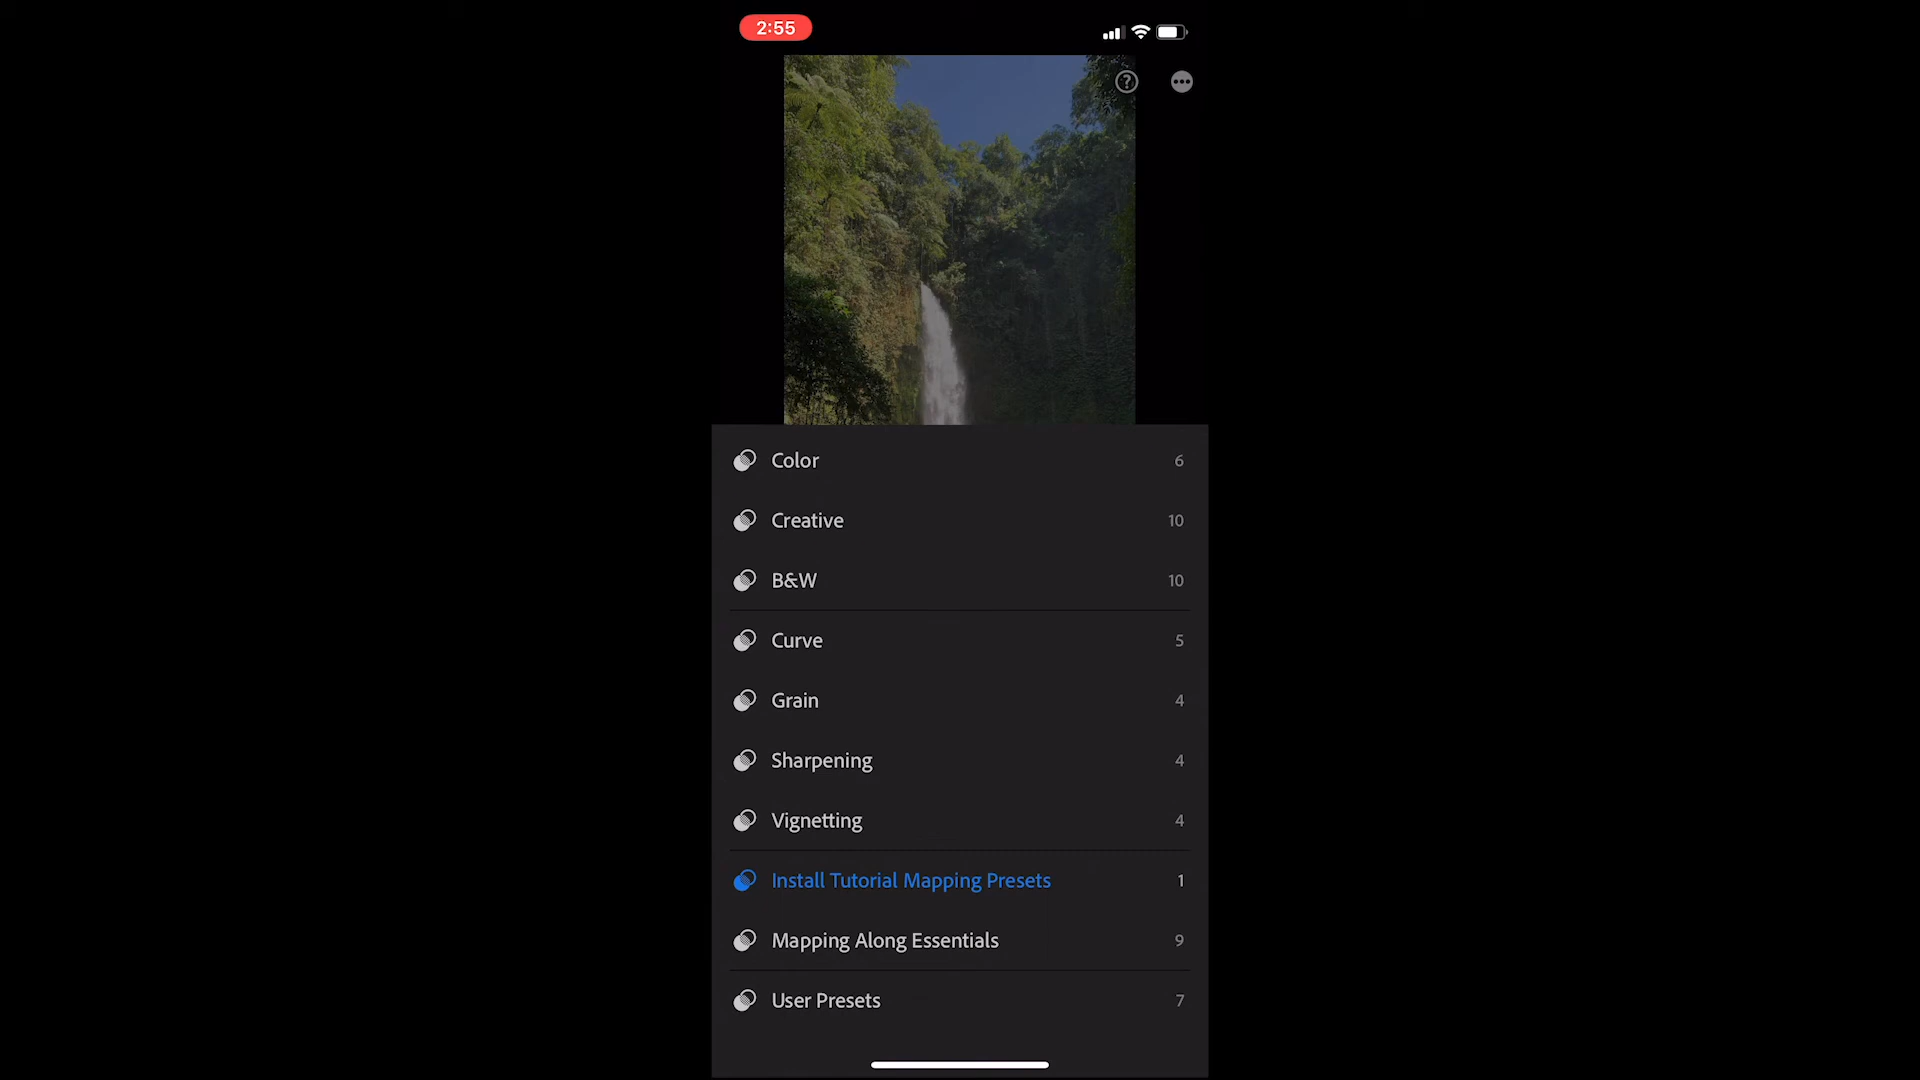 2:55
Color 6
Creative 10
B&W 10
Curve 5
Grain 4
Sharpening 4
Vignetting 4
Install Tutorial Mapping Presets 1
Mapping Along Essentials 9
User Presets 7